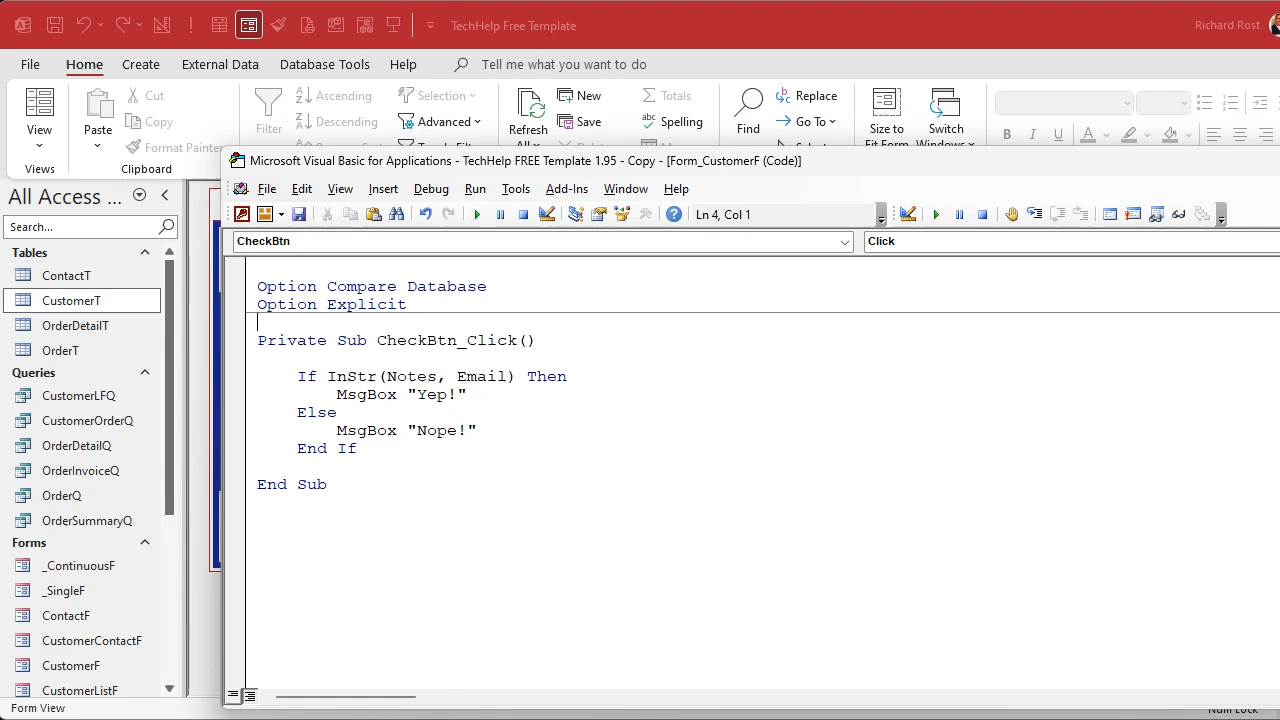 TechHelp Free Template
Richard Rost
File Home Create External Data Database Tools Help Tell me what you want to do
View
Views
Paste
Cut
Copy
Format Painter
Clipboard
Filter
Ascending
Descending
Selection
Advanced
Refresh
All
New
Save
Totals
Spelling
Find
Replace
Go To
Size to
Fit Form
Switch
Windows
B I U A
Microsoft Visual Basic for Applications - TechHelp FREE Template 1.95 - Copy - [Form_CustomerF (Code)]
File Edit View Insert Debug Run Tools Add-Ins Window Help
Ln 4, Col 1
CheckBtn
Click
Option Compare Database
Option Explicit
Private Sub CheckBtn_Click()
If InStr(Notes, Email) Then
MsgBox "Yep!"
Else
MsgBox "Nope!"
End If
End Sub
All Access ...
Search...
Tables
ContactT
CustomerT
OrderDetailT
OrderT
Queries
CustomerLFQ
CustomerOrderQ
OrderDetailQ
OrderInvoiceQ
OrderQ
OrderSummaryQ
Forms
_ContinuousF
_SingleF
ContactF
CustomerContactF
CustomerF
CustomerListF
Form View
Num Lock